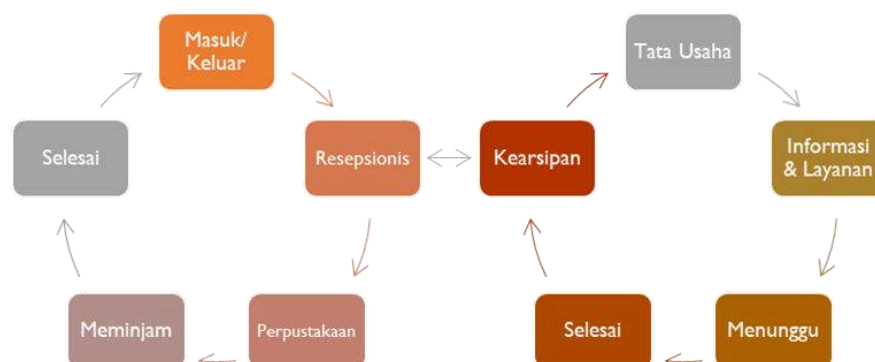 Masuk/
Keluar
Resepsionis
Perpustakaan
Meminjam
Selesai
Kearsipan
Tata Usaha
Informasi
& Layanan
Menunggu
Selesai